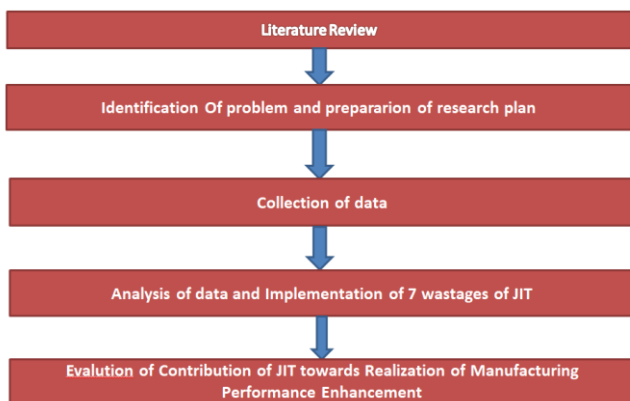 Literature Review
Identification Of problem and prepararion of research plan
Collection of data
Analysis of data and Implementation of 7 wastages of JIT
Evalution of Contribution of JIT towards Realization of Manufacturing
Performance Enhancement